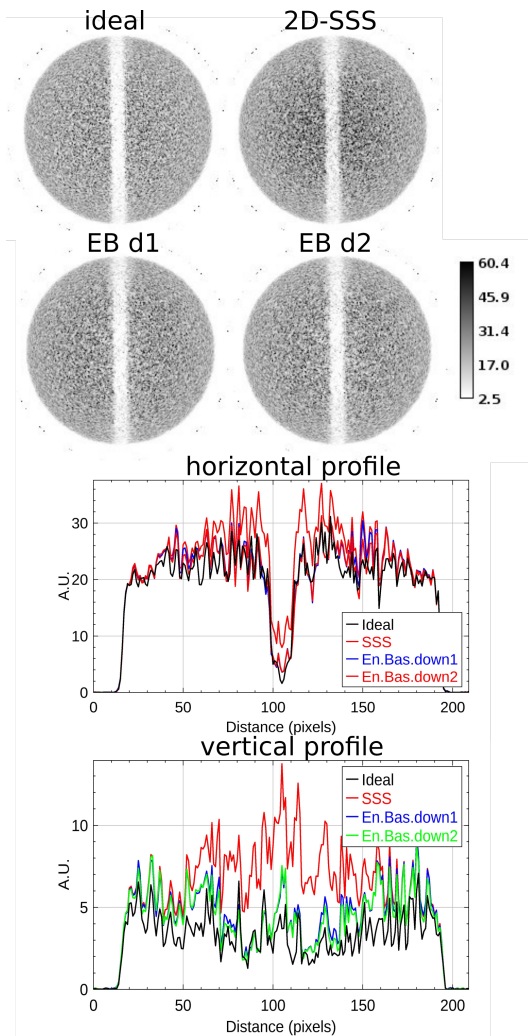 ideal 2D-SSS
EB d1 EB d2
60.4
45.9
31.4
17.0
2.5
horizontal profile
30
20
10
0
A.U.
Ideal
SSS
En.Bas.down1
En.Bas.down2
0 50 100 150 200
Distance (pixels)
vertical profile
10
5
0
A.U.
Ideal
SSS
En.Bas.down1
En.Bas.down2
0 50 100 150 200
Distance (pixels)